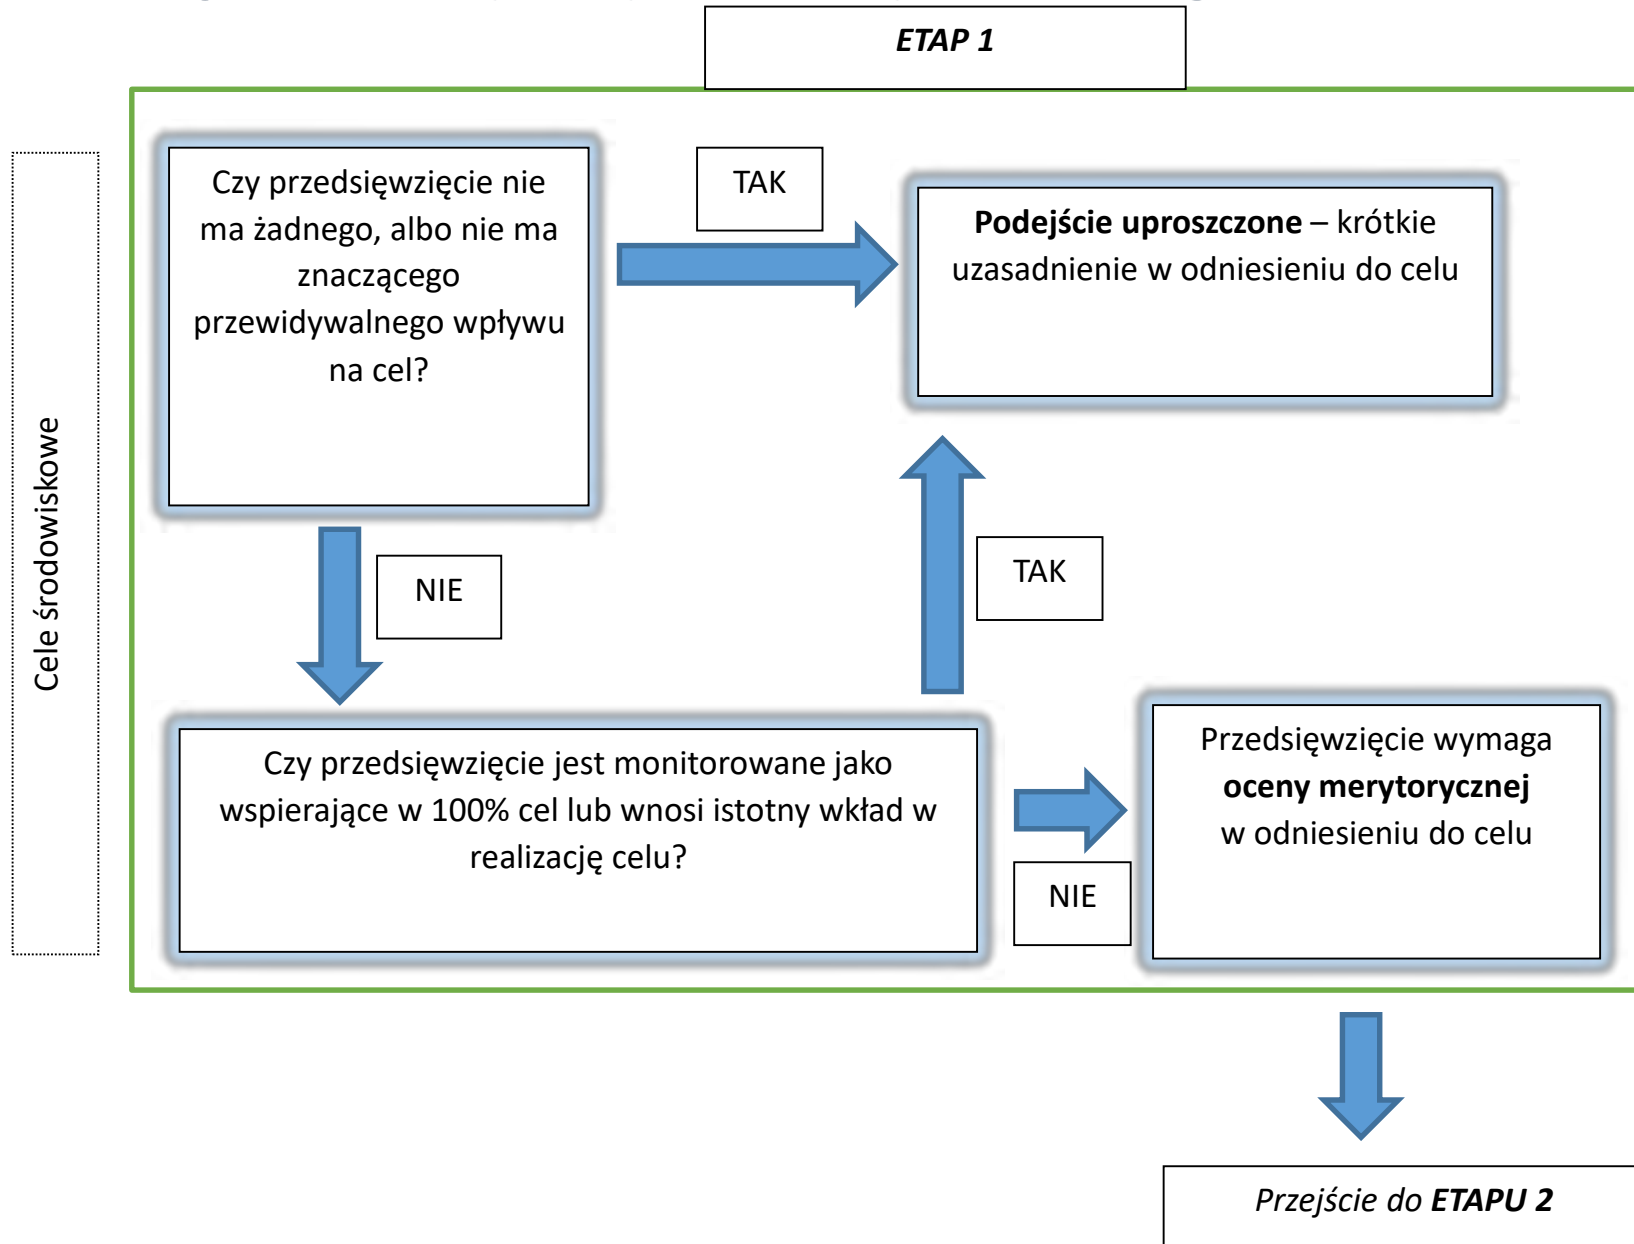 ETAP 1
Cele środowiskowe
Czy przedsięwzięcie nie
ma żadnego, albo nie ma
znaczącego
przewidywalnego wpływu
na cel?
TAK
Podejście uproszczone – krótkie
uzasadnienie w odniesieniu do celu
NIE
TAK
Czy przedsięwzięcie jest monitorowane jako
wspierające w 100% cel lub wnosi istotny wkład w
realizację celu?
NIE
Przedsięwzięcie wymaga
oceny merytorycznej
w odniesieniu do celu
Przejście do ETAPU 2